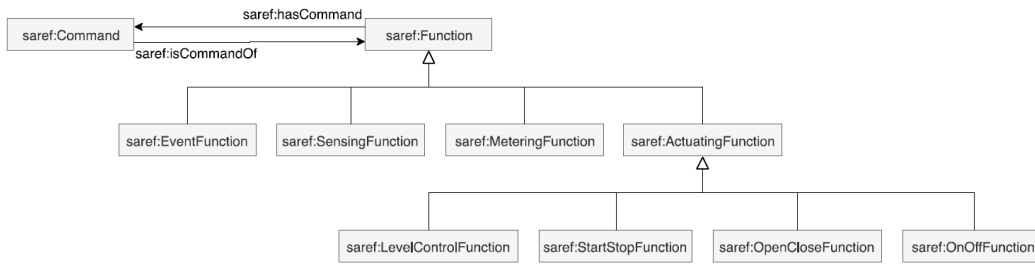 saref:hasCommand
saref:Command
saref:Function
saref:isCommandOf
saref:EventFunction
saref:SensingFunction
saref:MeteringFunction
saref:ActuatingFunction
saref:LevelControlFunction
saref:StartStopFunction
saref:OpenCloseFunction
saref:OnOffFunction